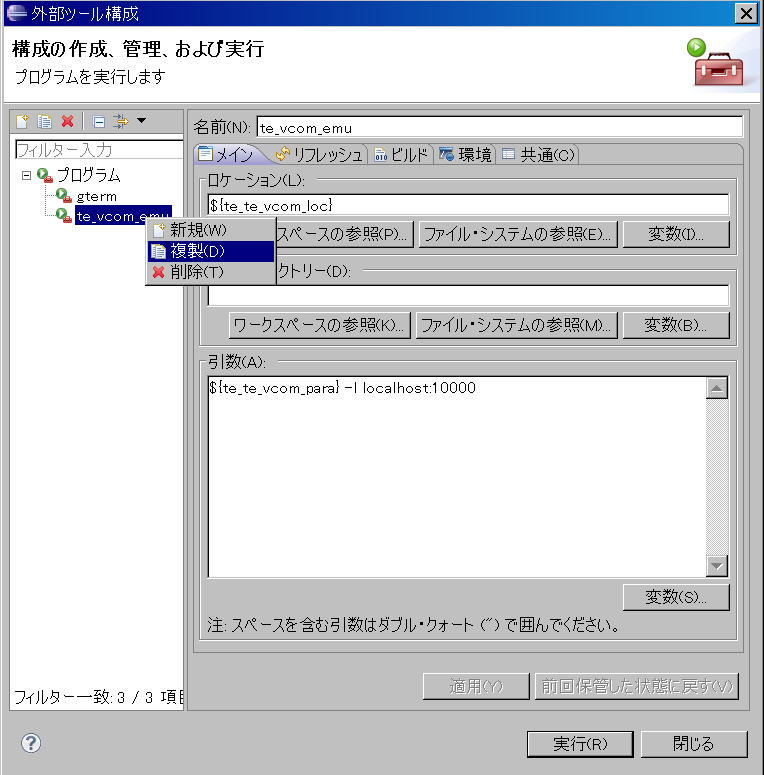 外部ツール構成
構成の作成、管理、および実行
プログラムを実行します
フィルター入力
プログラム
gterm
te_vcom_emu
新規(W)
複製(D)
削除(T)
フィルター一致: 3 / 3 項目
名前(N): te_vcom_emu
メイン リフレッシュ ビルド 環境 共通(C)
ロケーション(L):
${te_te_vcom_loc}
スペースの参照(P)... ファイル・システムの参照(E)... 変数(I)...
クトリー(D):
ワークスペースの参照(K)... ファイル・システムの参照(M)... 変数(B)...
引数(A):
${te_te_vcom_para} -l localhost:10000
変数(S)...
注: スペースを含む引数はダブル・クォート (") で囲んでください。
適用(Y) 前回保管した状態に戻す(V)
実行(R) 閉じる